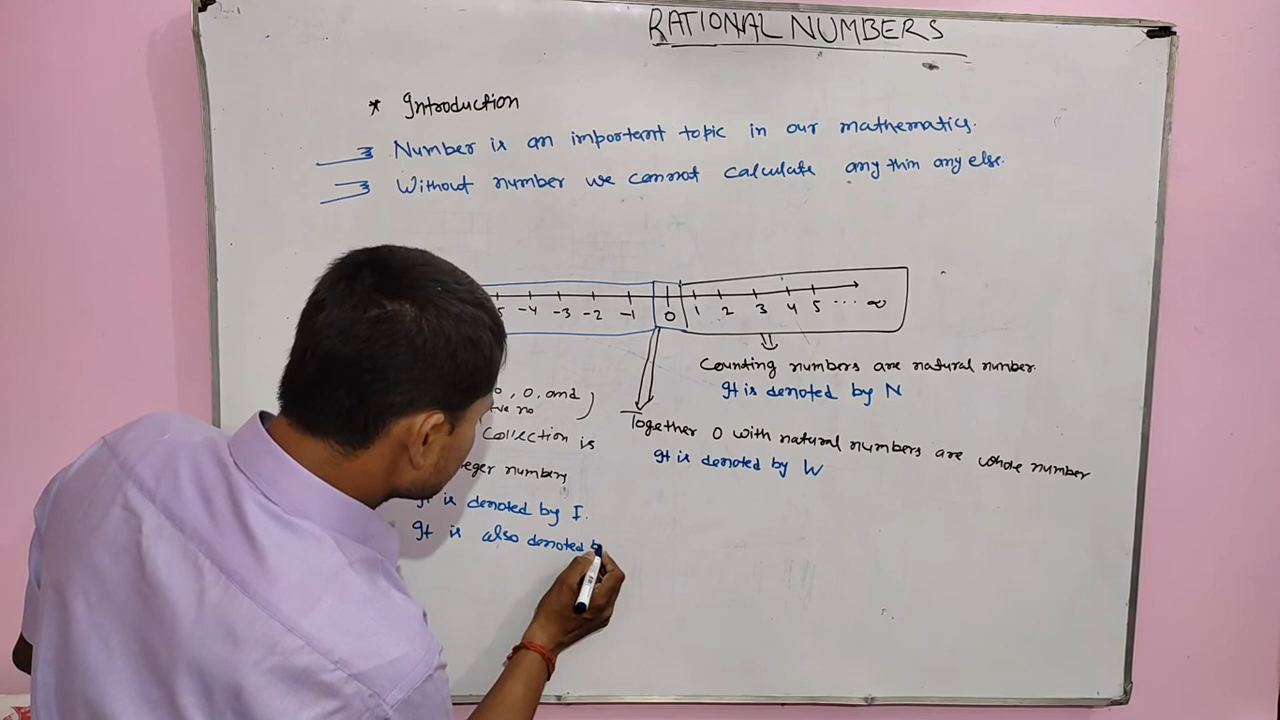 RATIONAL NUMBERS
* Introduction
Number is an important topic in our mathematics.
Without number we cannot calculate any thin any else.
5 -4 -3 -2 -1 0 1 2 3 4 5 ... ∞
Counting numbers are natural number.
It is denoted by N
o, 0, and
+ve no
Collection is
eger numbers
It is denoted by I.
It is also denoted
Together 0 with natural numbers are whole number
It is denoted by W